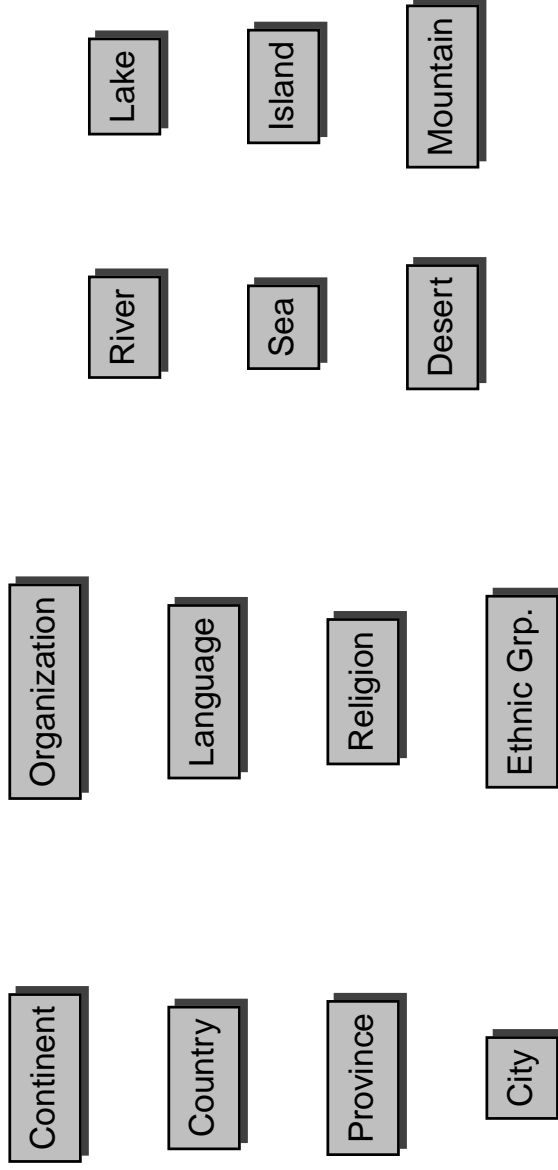 Continent
Organization
River
Lake
Country
Language
Sea
Island
Province
Religion
Desert
Mountain
City
Ethnic Grp.